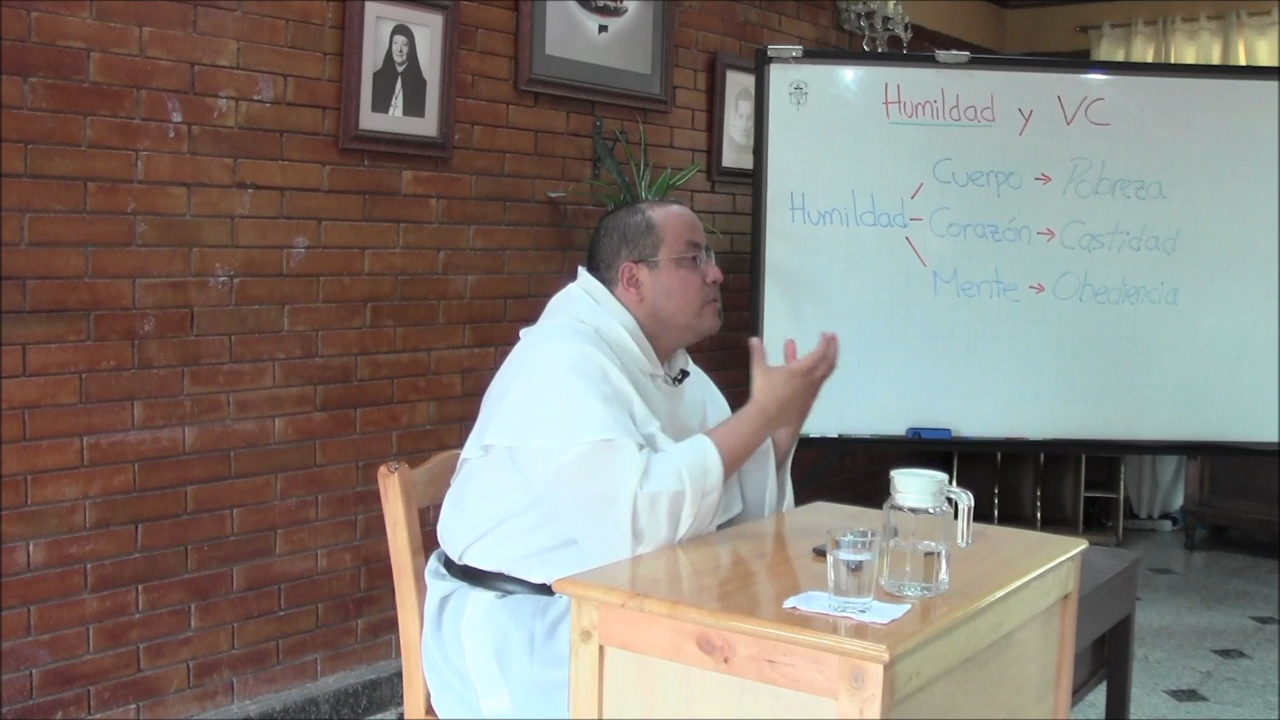 Humildad y VC
Cuerpo → Pobreza
Humildad - Corazón → Castidad
Mente → Obediencia